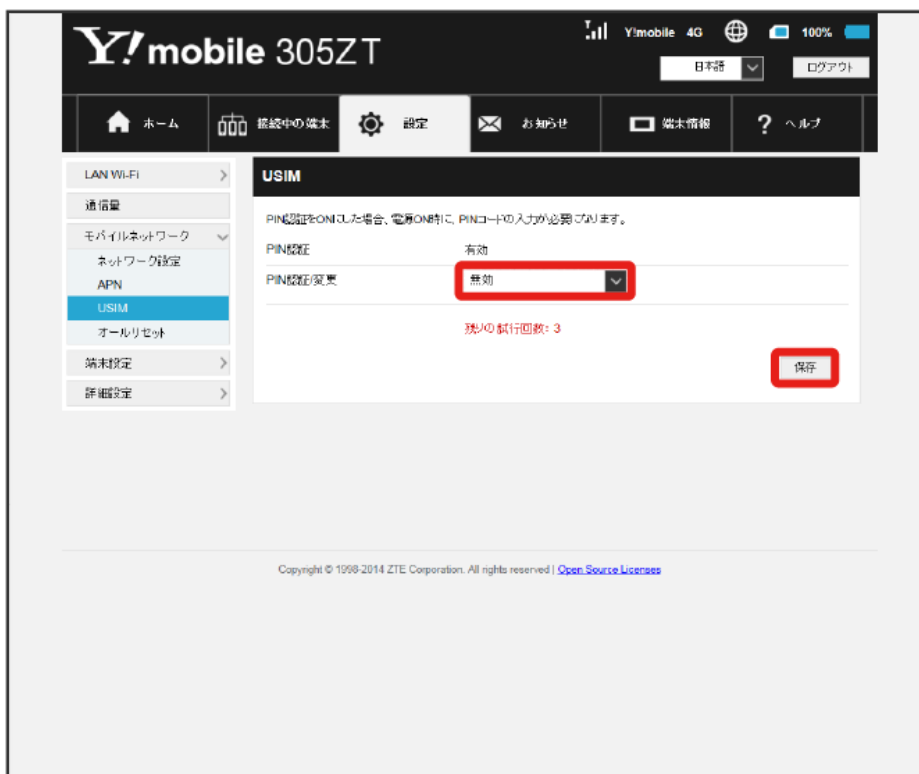 Y!mobile 305ZT
Y!mobile 4G 100%
日本語 ログアウト
ホーム 接続中の端末 設定 お知らせ 端末情報 ? ヘルプ
LAN Wi-Fi
通信量
モバイルネットワーク
ネットワーク設定
APN
USIM
オールリセット
端末設定
詳細設定
USIM
PIN認証をONにした場合、電源ON時に、PINコードの入力が必要になります。
PIN認証 有効
PIN認証/変更 無効
残りの試行回数: 3
保存
Copyright © 1998-2014 ZTE Corporation. All rights reserved | Open Source Licenses